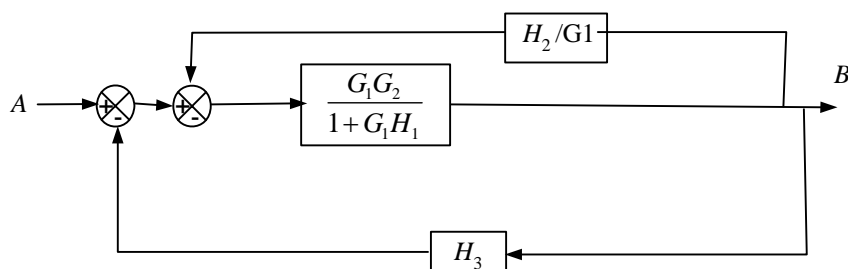 H₂/G1
B
A
+
-
+
-
G₁G₂
1 + G₁H₁
H₃